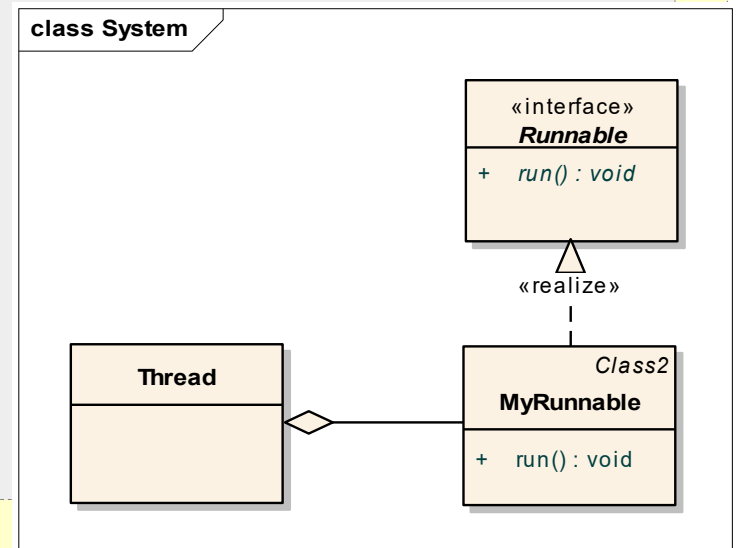 class System
«interface»
Runnable
+ run() : void
«realize»
Thread
Class2
MyRunnable
+ run() : void